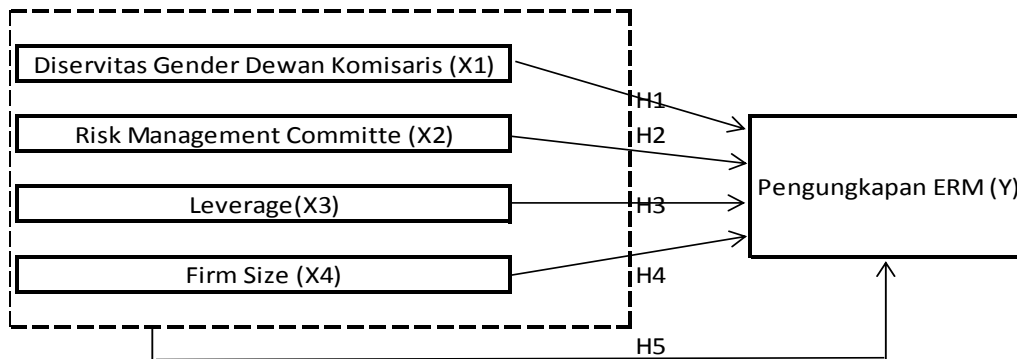 Diservitas Gender Dewan Komisaris (X1)
H1
Risk Management Committe (X2)
H2
Pengungkapan ERM (Y)
Leverage(X3)
H3
Firm Size (X4)
H4
H5